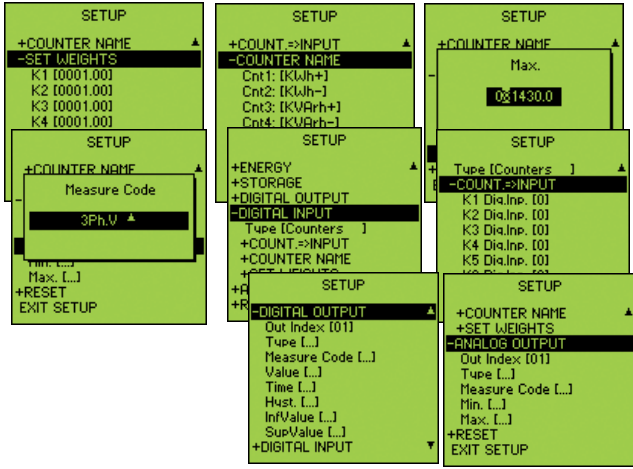 SETUP
+COUNTER NAME
-SET WEIGHTS
K1 [0001.00]
K2 [0001.00]
K3 [0001.00]
K4 [0001.00]
SETUP
+COUNT.=>INPUT
-COUNTER NAME
Cnt1: [KWh+]
Cnt2: [KWh-]
Cnt3: [KVArh+]
Cnt4: [KVArh-]
SETUP
+COUNTER NAME
Max.
031430.0
SETUP
+COUNTER NAME
Measure Code
3Ph.V
Min. [...]
Max. [...]
+RESET
EXIT SETUP
SETUP
+ENERGY
+STORAGE
+DIGITAL OUTPUT
-DIGITAL INPUT
Type [Counters ]
+COUNT.=>INPUT
+COUNTER NAME
+SET WEIGHTS
+A
+R
SETUP
Type [Counters ]
-COUNT.=>INPUT
K1 Dig.Inp. [0]
K2 Dig.Inp. [0]
K3 Dig.Inp. [0]
K4 Dig.Inp. [0]
K5 Dig.Inp. [0]
K6 Dig.Inp. [0]
SETUP
-DIGITAL OUTPUT
Out Index [01]
Type [...]
Measure Code [...]
Value [...]
Time [...]
Hyst. [...]
InfValue [...]
SupValue [...]
+DIGITAL INPUT
SETUP
+COUNTER NAME
+SET WEIGHTS
-ANALOG OUTPUT
Out Index [01]
Type [...]
Measure Code [...]
Min. [...]
Max. [...]
+RESET
EXIT SETUP